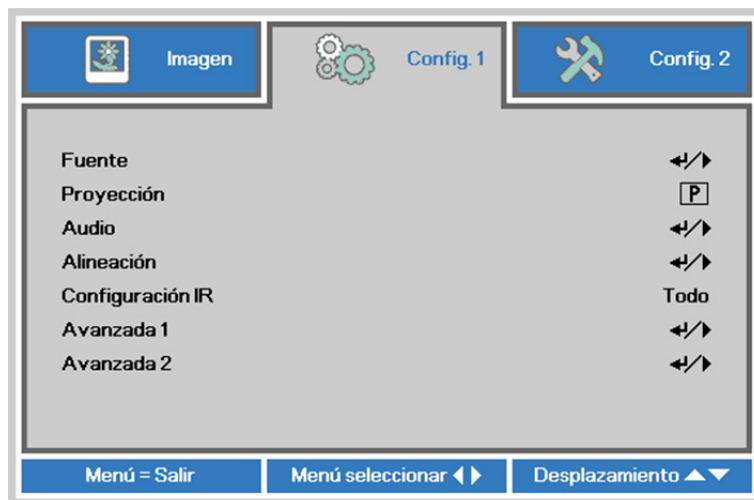 Imagen Config. 1 Config. 2
Fuente ↵/▶
Proyección P
Audio ↵/▶
Alineación ↵/▶
Configuración IR Todo
Avanzada 1 ↵/▶
Avanzada 2 ↵/▶
Menú = Salir Menú seleccionar ◀▶ Desplazamiento ▲▼